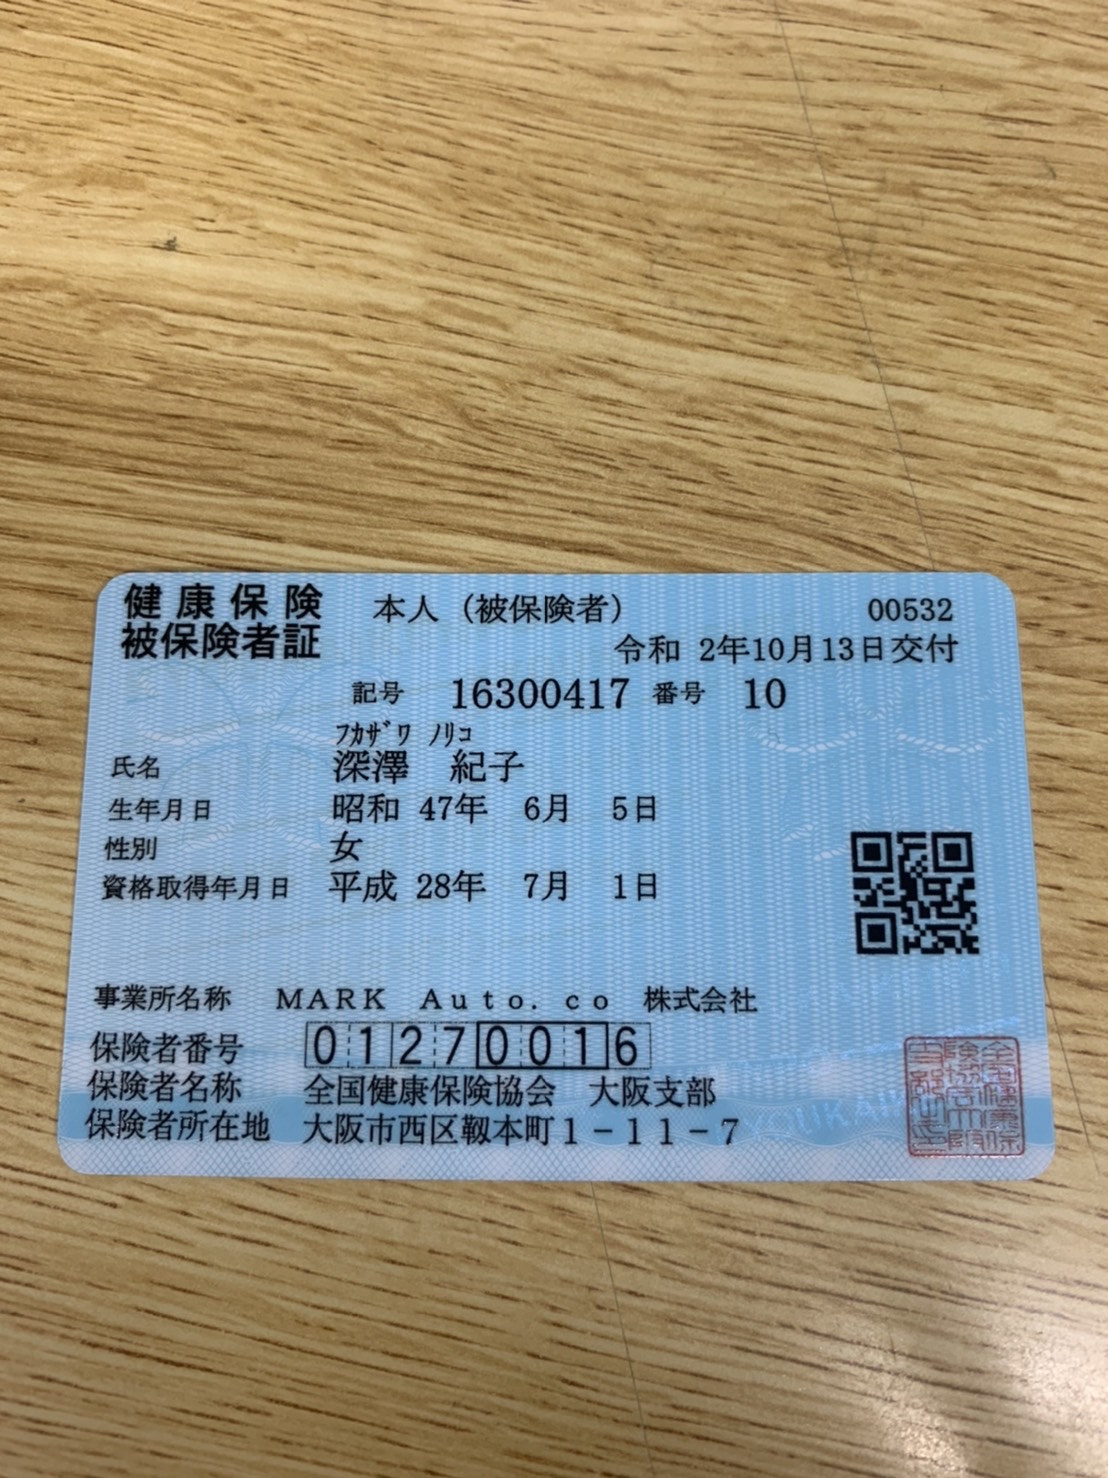 健康保険
被保険者証
本人（被保険者）
00532
令和 2年10月13日交付
記号 16300417 番号 10
ﾌｶｻﾞﾜ ﾉﾘｺ
氏名 深澤 紀子
生年月日 昭和 47年 6月 5日
性別 女
資格取得年月日 平成 28年 7月 1日
事業所名称 MARK Auto. co 株式会社
保険者番号 01270016
保険者名称 全国健康保険協会 大阪支部
保険者所在地 大阪市西区靱本町1-11-7